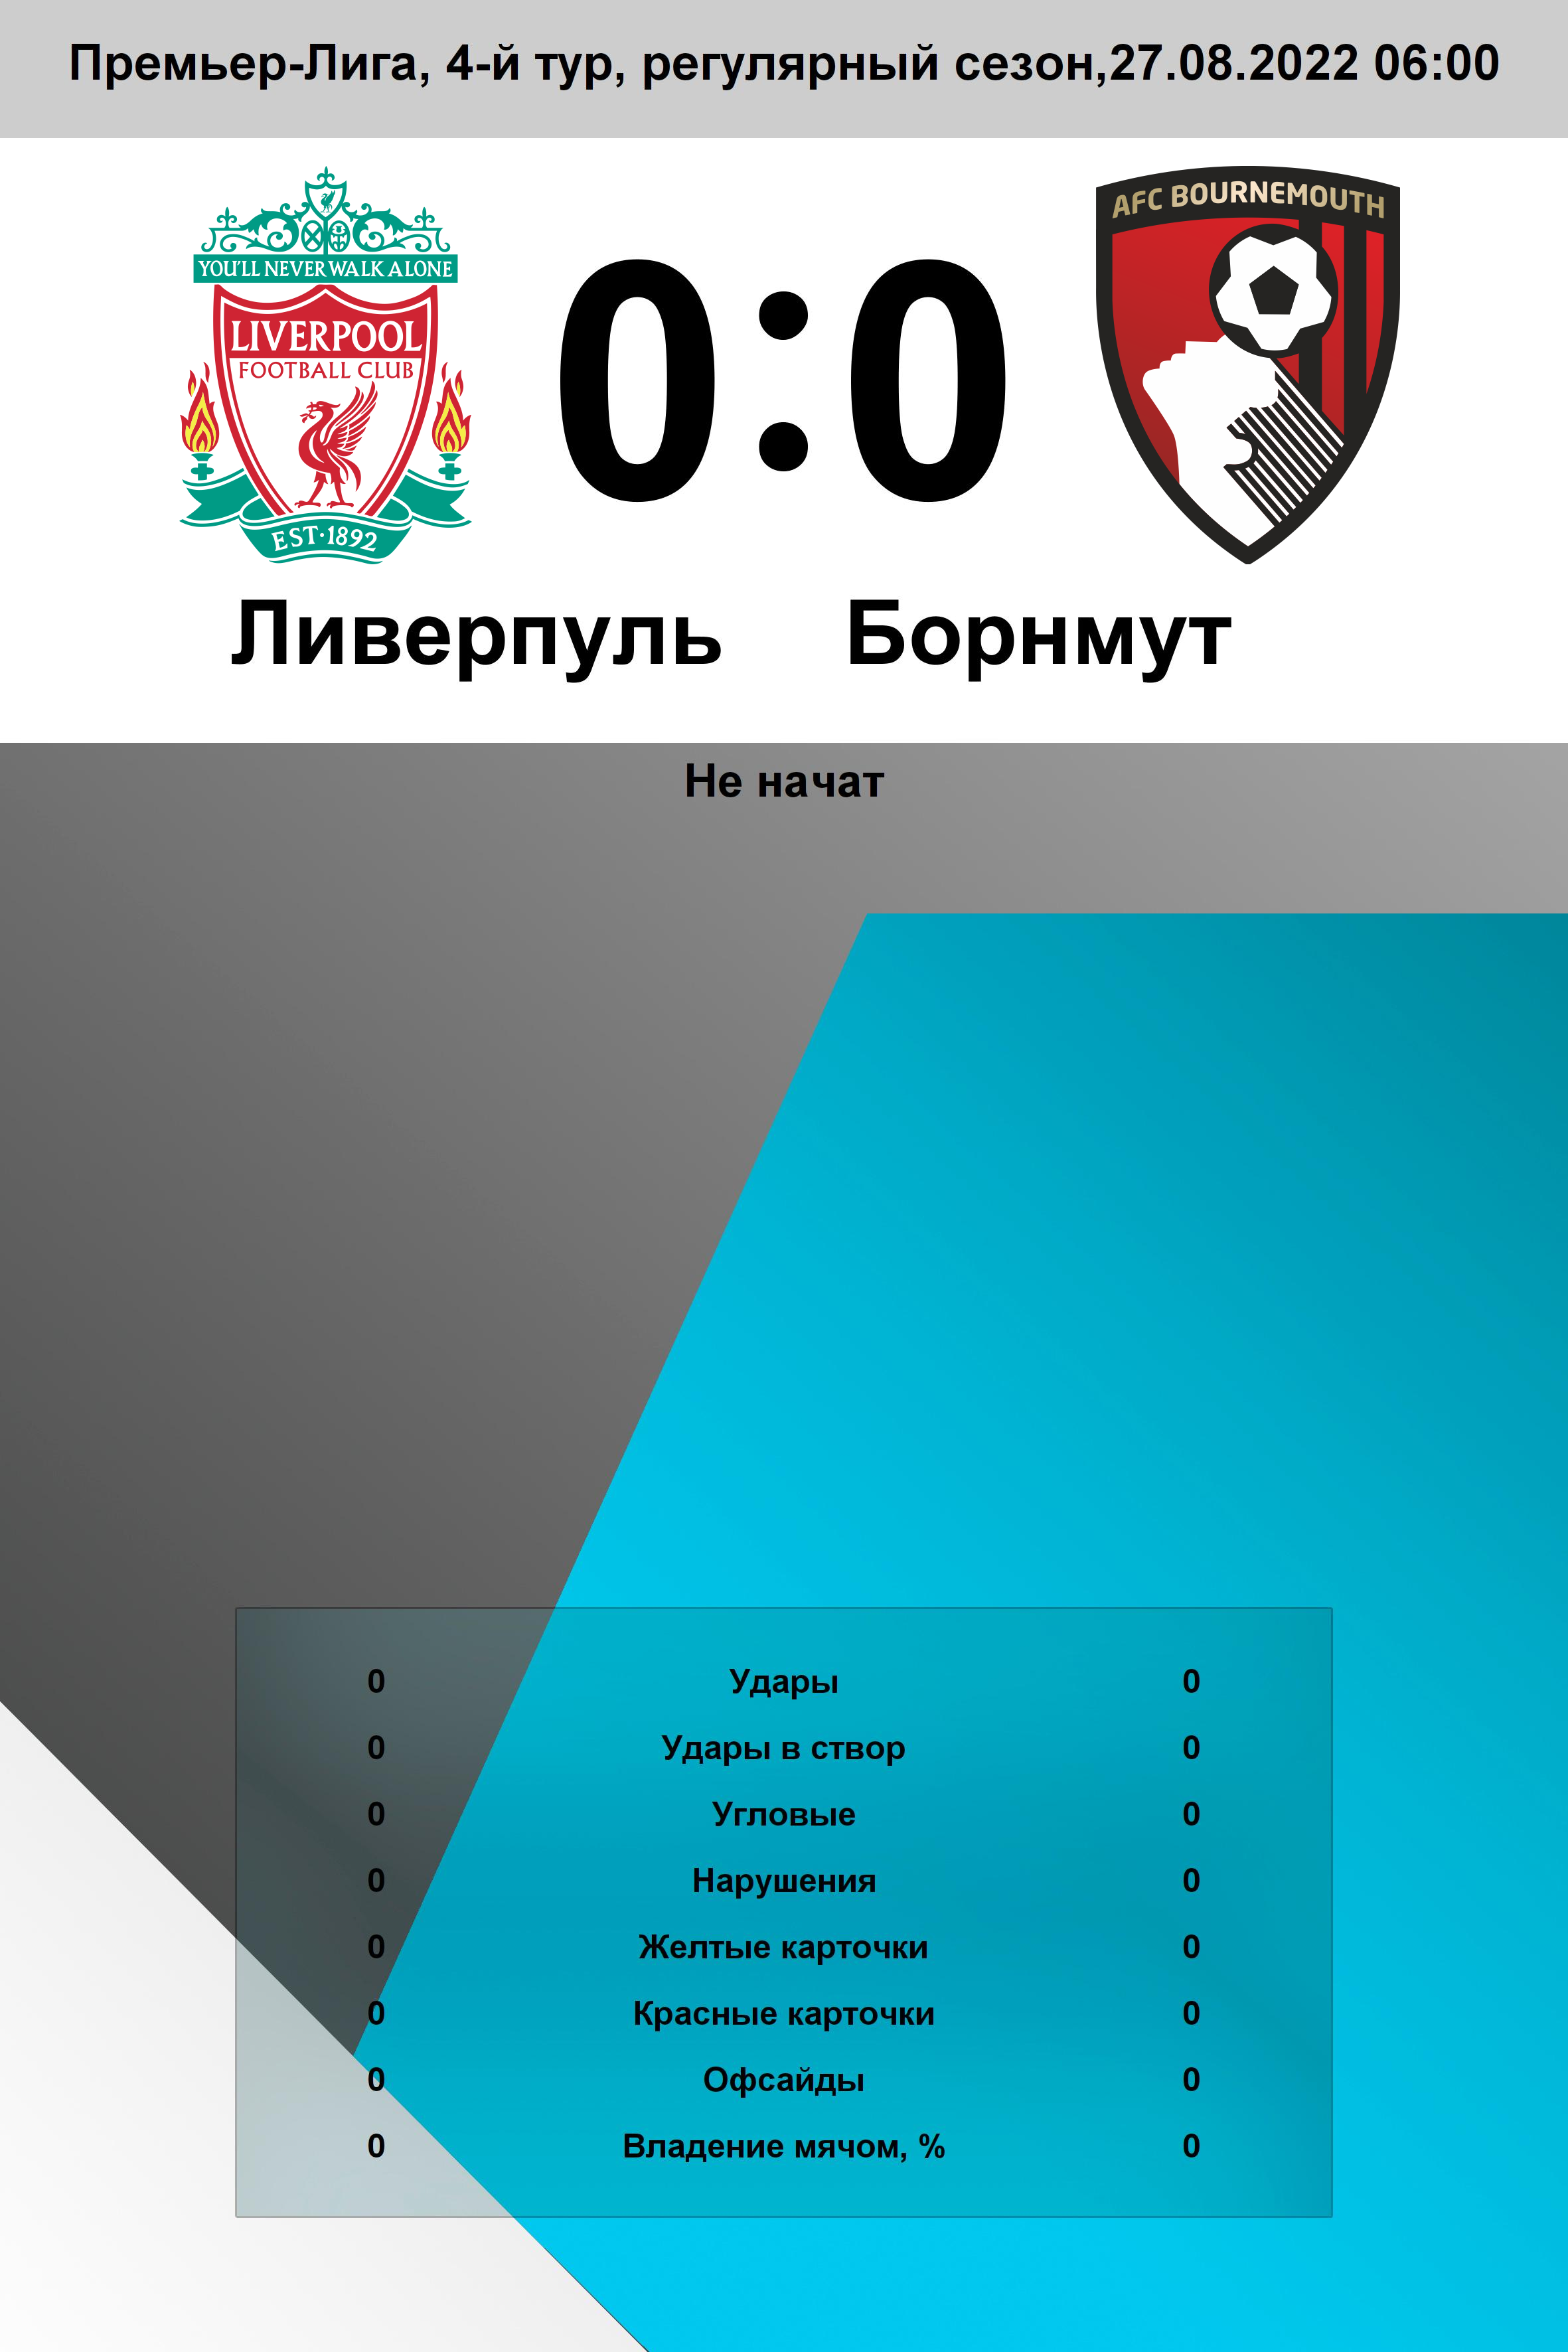 Премьер-Лига, 4-й тур, регулярный сезон,27.08.2022 06:00
YOU'LL NEVER WALK ALONE
LIVERPOOL
FOOTBALL CLUB
EST·1892
0:0
AFC BOURNEMOUTH
Ливерпуль Борнмут
Не начат
0 Удары 0
0 Удары в створ 0
0 Угловые 0
0 Нарушения 0
0 Желтые карточки 0
0 Красные карточки 0
0 Офсайды 0
0 Владение мячом, % 0